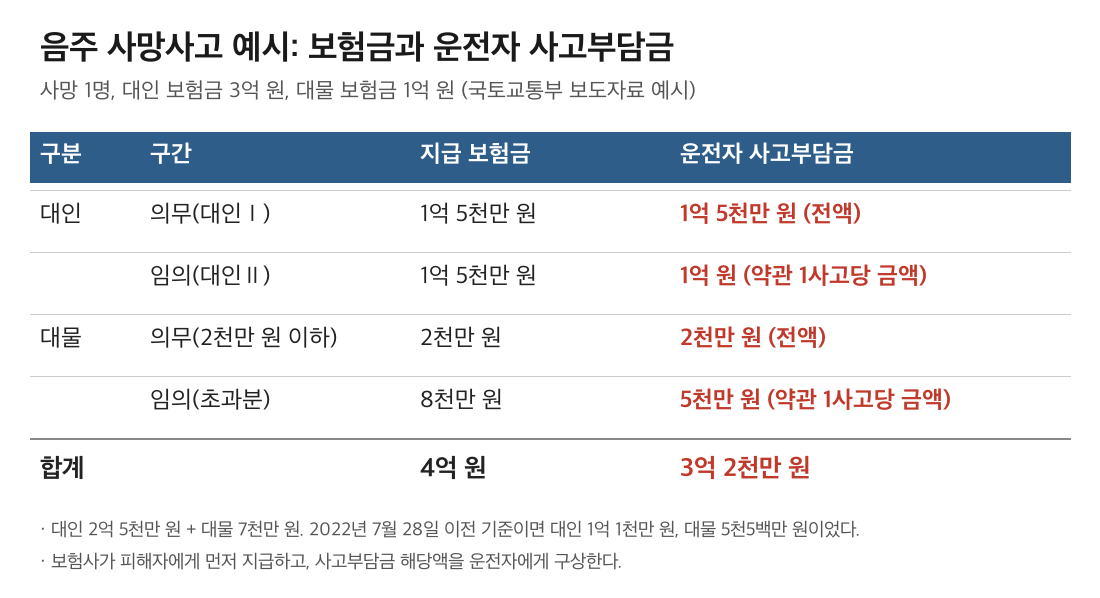 음주 사망사고 예시: 보험금과 운전자 사고부담금
사망 1명, 대인 보험금 3억 원, 대물 보험금 1억 원 (국토교통부 보도자료 예시)
구분 구간 지급 보험금 운전자 사고부담금
대인 의무(대인Ⅰ) 1억 5천만 원 1억 5천만 원 (전액)
임의(대인Ⅱ) 1억 5천만 원 1억 원 (약관 1사고당 금액)
대물 의무(2천만 원 이하) 2천만 원 2천만 원 (전액)
임의(초과분) 8천만 원 5천만 원 (약관 1사고당 금액)
합계 4억 원 3억 2천만 원
· 대인 2억 5천만 원 + 대물 7천만 원. 2022년 7월 28일 이전 기준이면 대인 1억 1천만 원, 대물 5천5백만 원이었다.
· 보험사가 피해자에게 먼저 지급하고, 사고부담금 해당액을 운전자에게 구상한다.